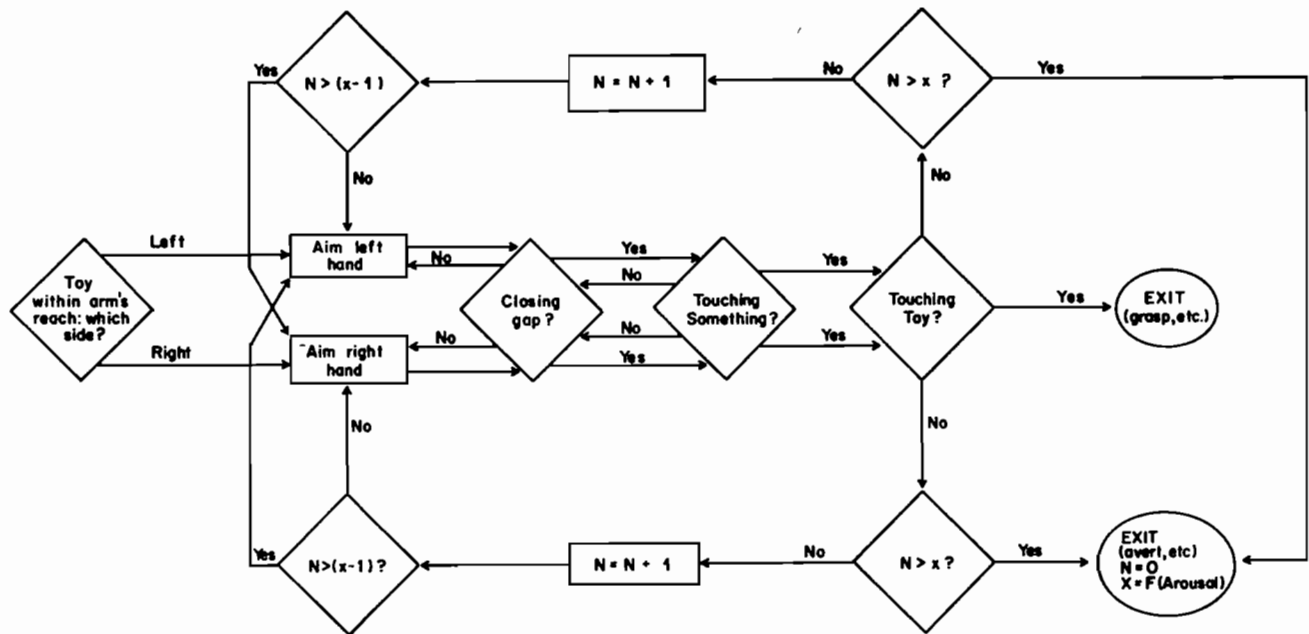 Yes
N > (x-1)
N = N + 1
No
N > x ?
Yes
No
No
Left
Aim left
hand
No
Yes
No
Yes
Toy
within arm's
reach: which
side?
Closing
gap?
Touching
Something?
Touching
Toy?
Yes
EXIT
(grasp, etc.)
Right
Aim right
hand
No
No
Yes
Yes
No
No
Yes
N>(x-1)?
N = N + 1
No
N > x ?
Yes
EXIT
(avert, etc)
N = O
X = F (Arousal)